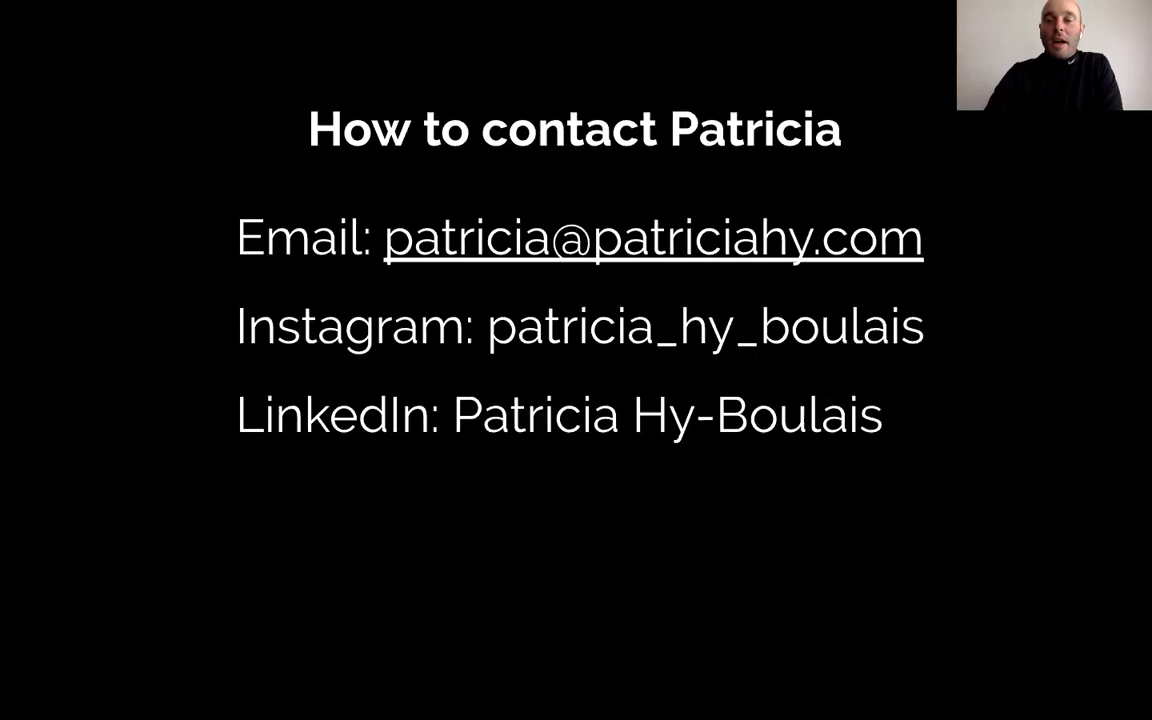 How to contact Patricia
Email: patricia@patriciahy.com
Instagram: patricia_hy_boulais
LinkedIn: Patricia Hy-Boulais